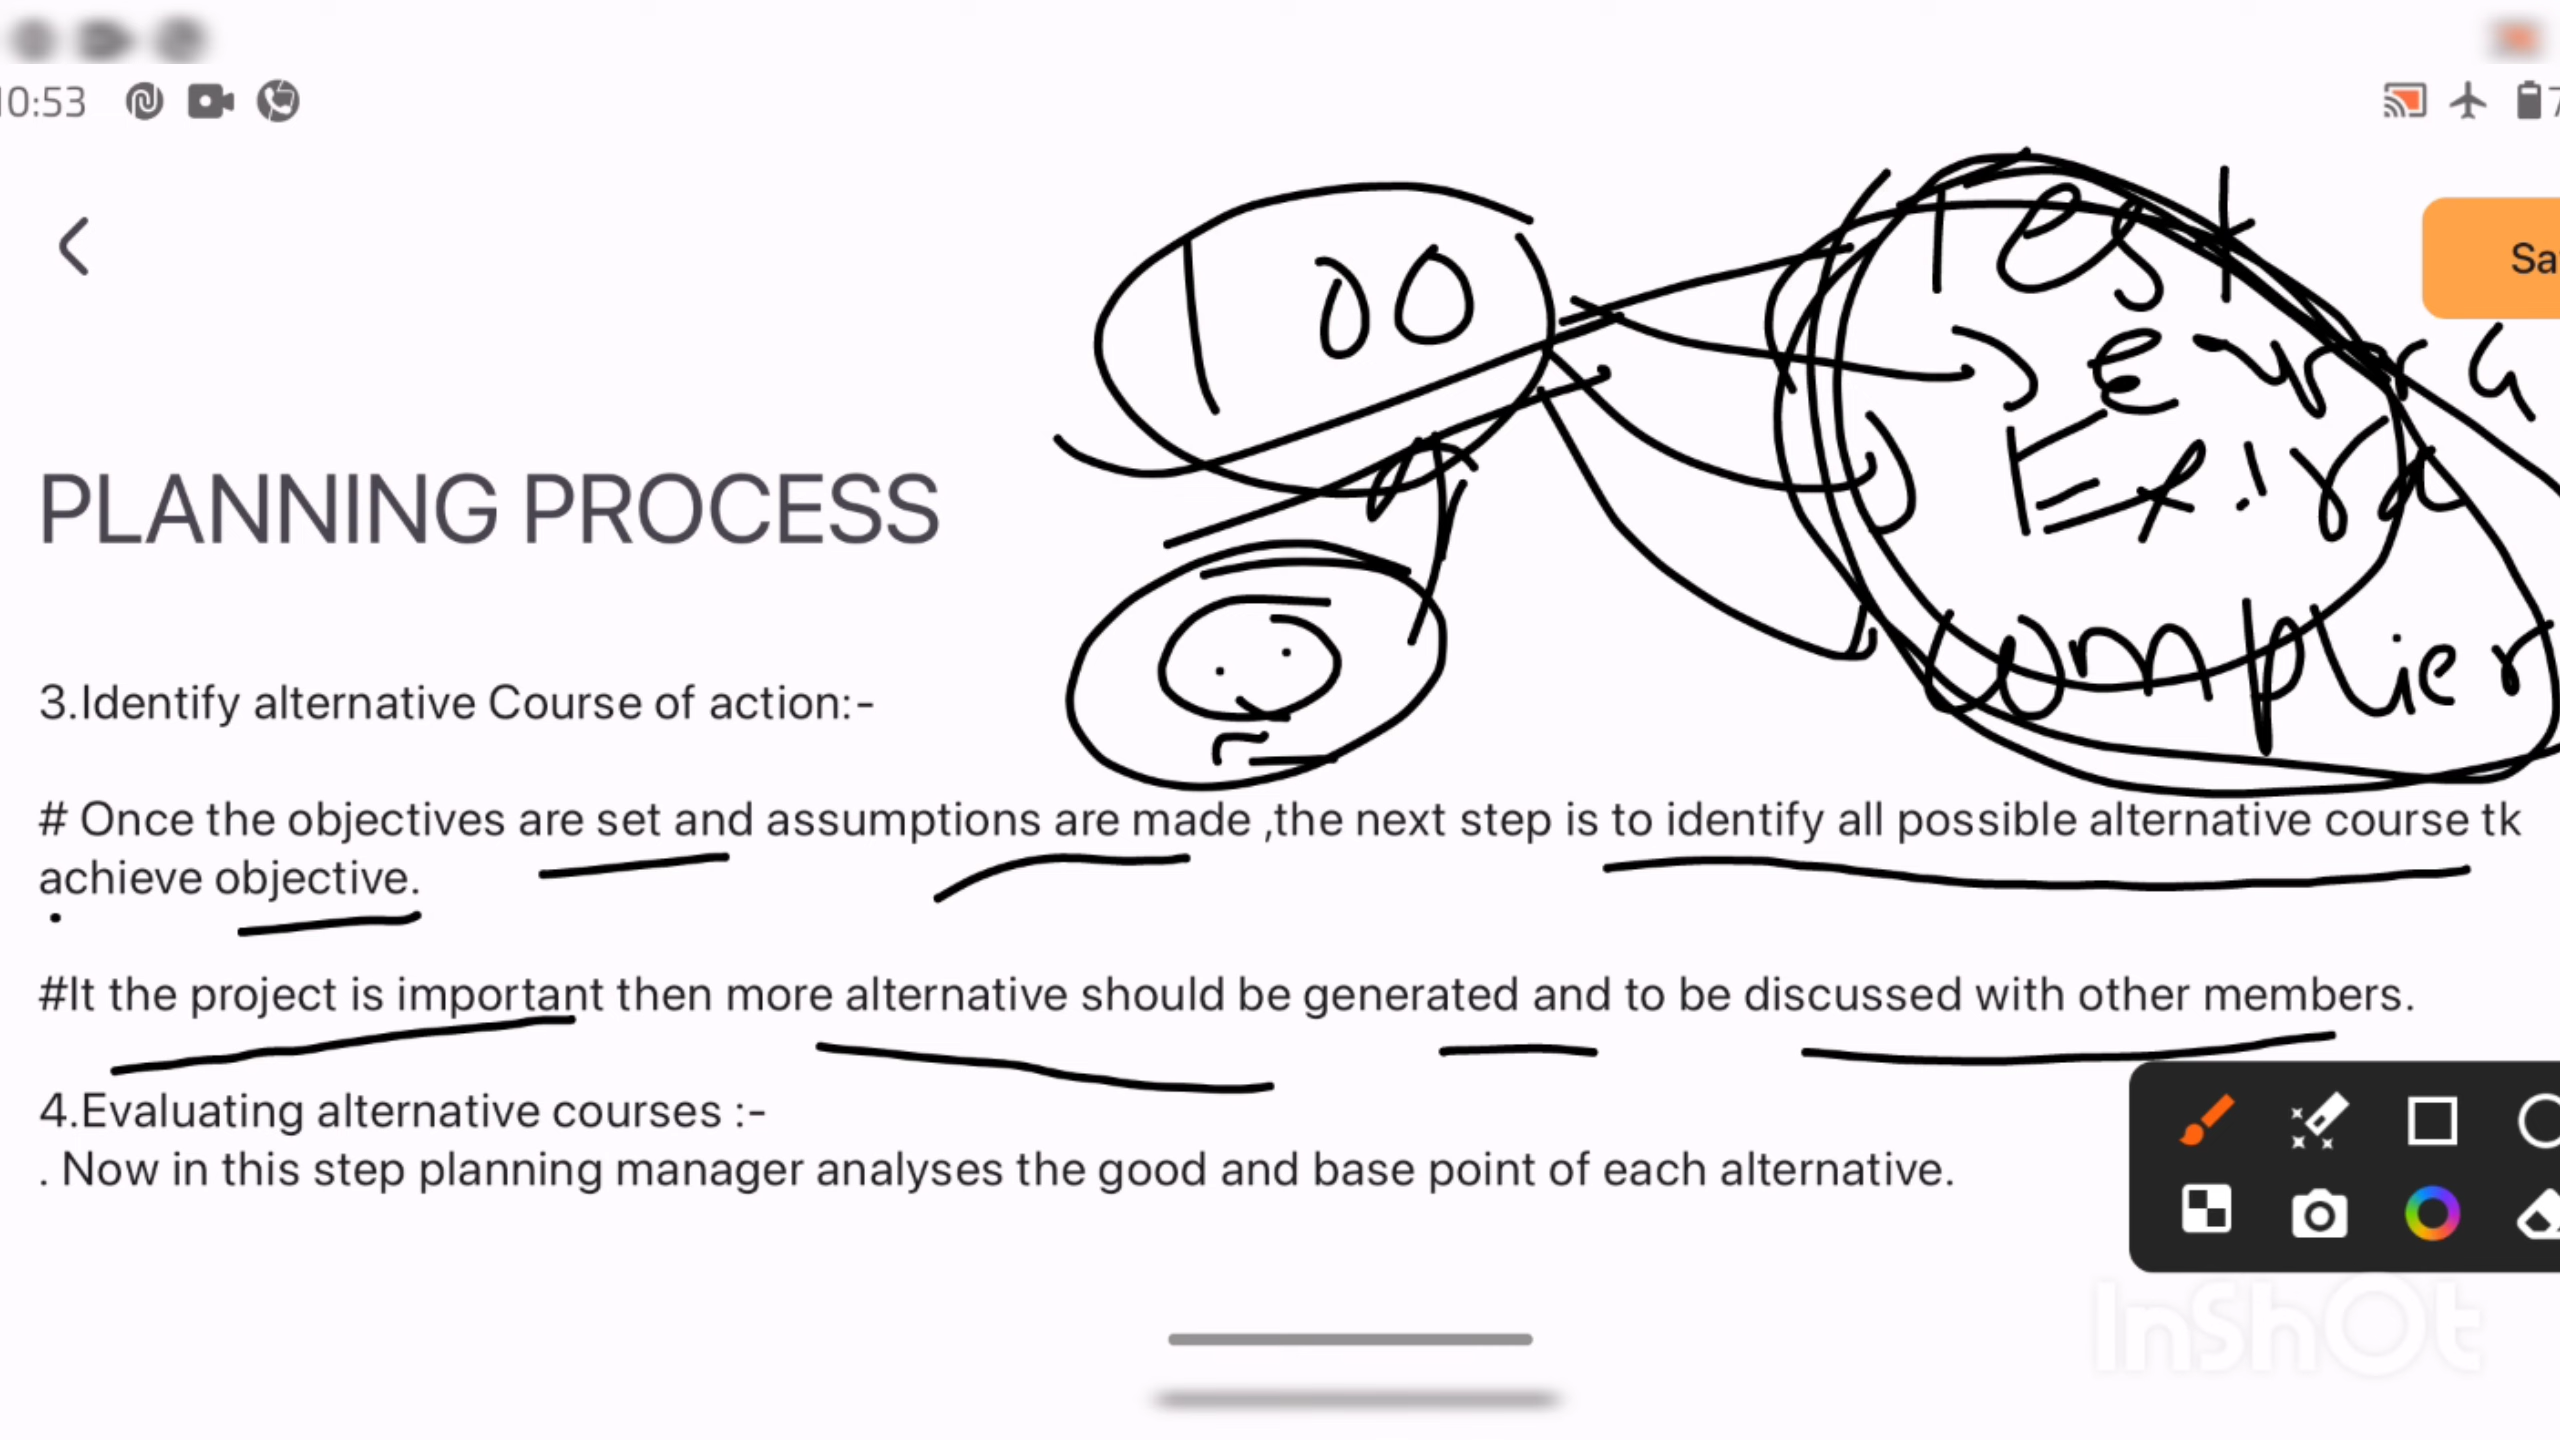 10:53
Sa
100
Test
Complier
PLANNING PROCESS
3.Identify alternative Course of action:-
# Once the objectives are set and assumptions are made ,the next step is to identify all possible alternative course tk
achieve objective.
#It the project is important then more alternative should be generated and to be discussed with other members.
4.Evaluating alternative courses :-
. Now in this step planning manager analyses the good and base point of each alternative.
InShOt